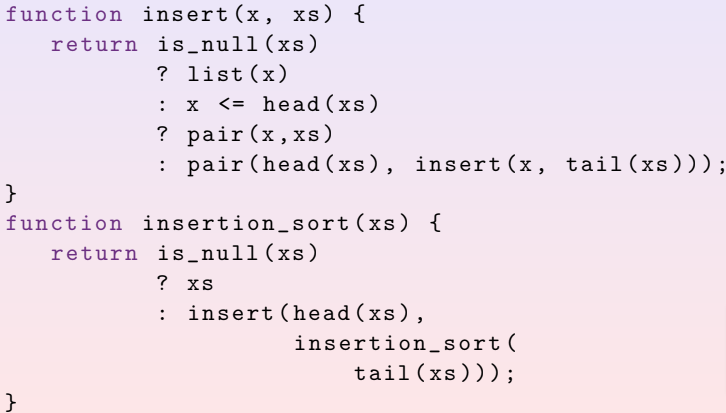 function insert(x, xs) {
   return is_null(xs)
          ? list(x)
          : x <= head(xs)
          ? pair(x,xs)
          : pair(head(xs), insert(x, tail(xs)));
}
function insertion_sort(xs) {
   return is_null(xs)
          ? xs
          : insert(head(xs),
                   insertion_sort(
                       tail(xs)));
}